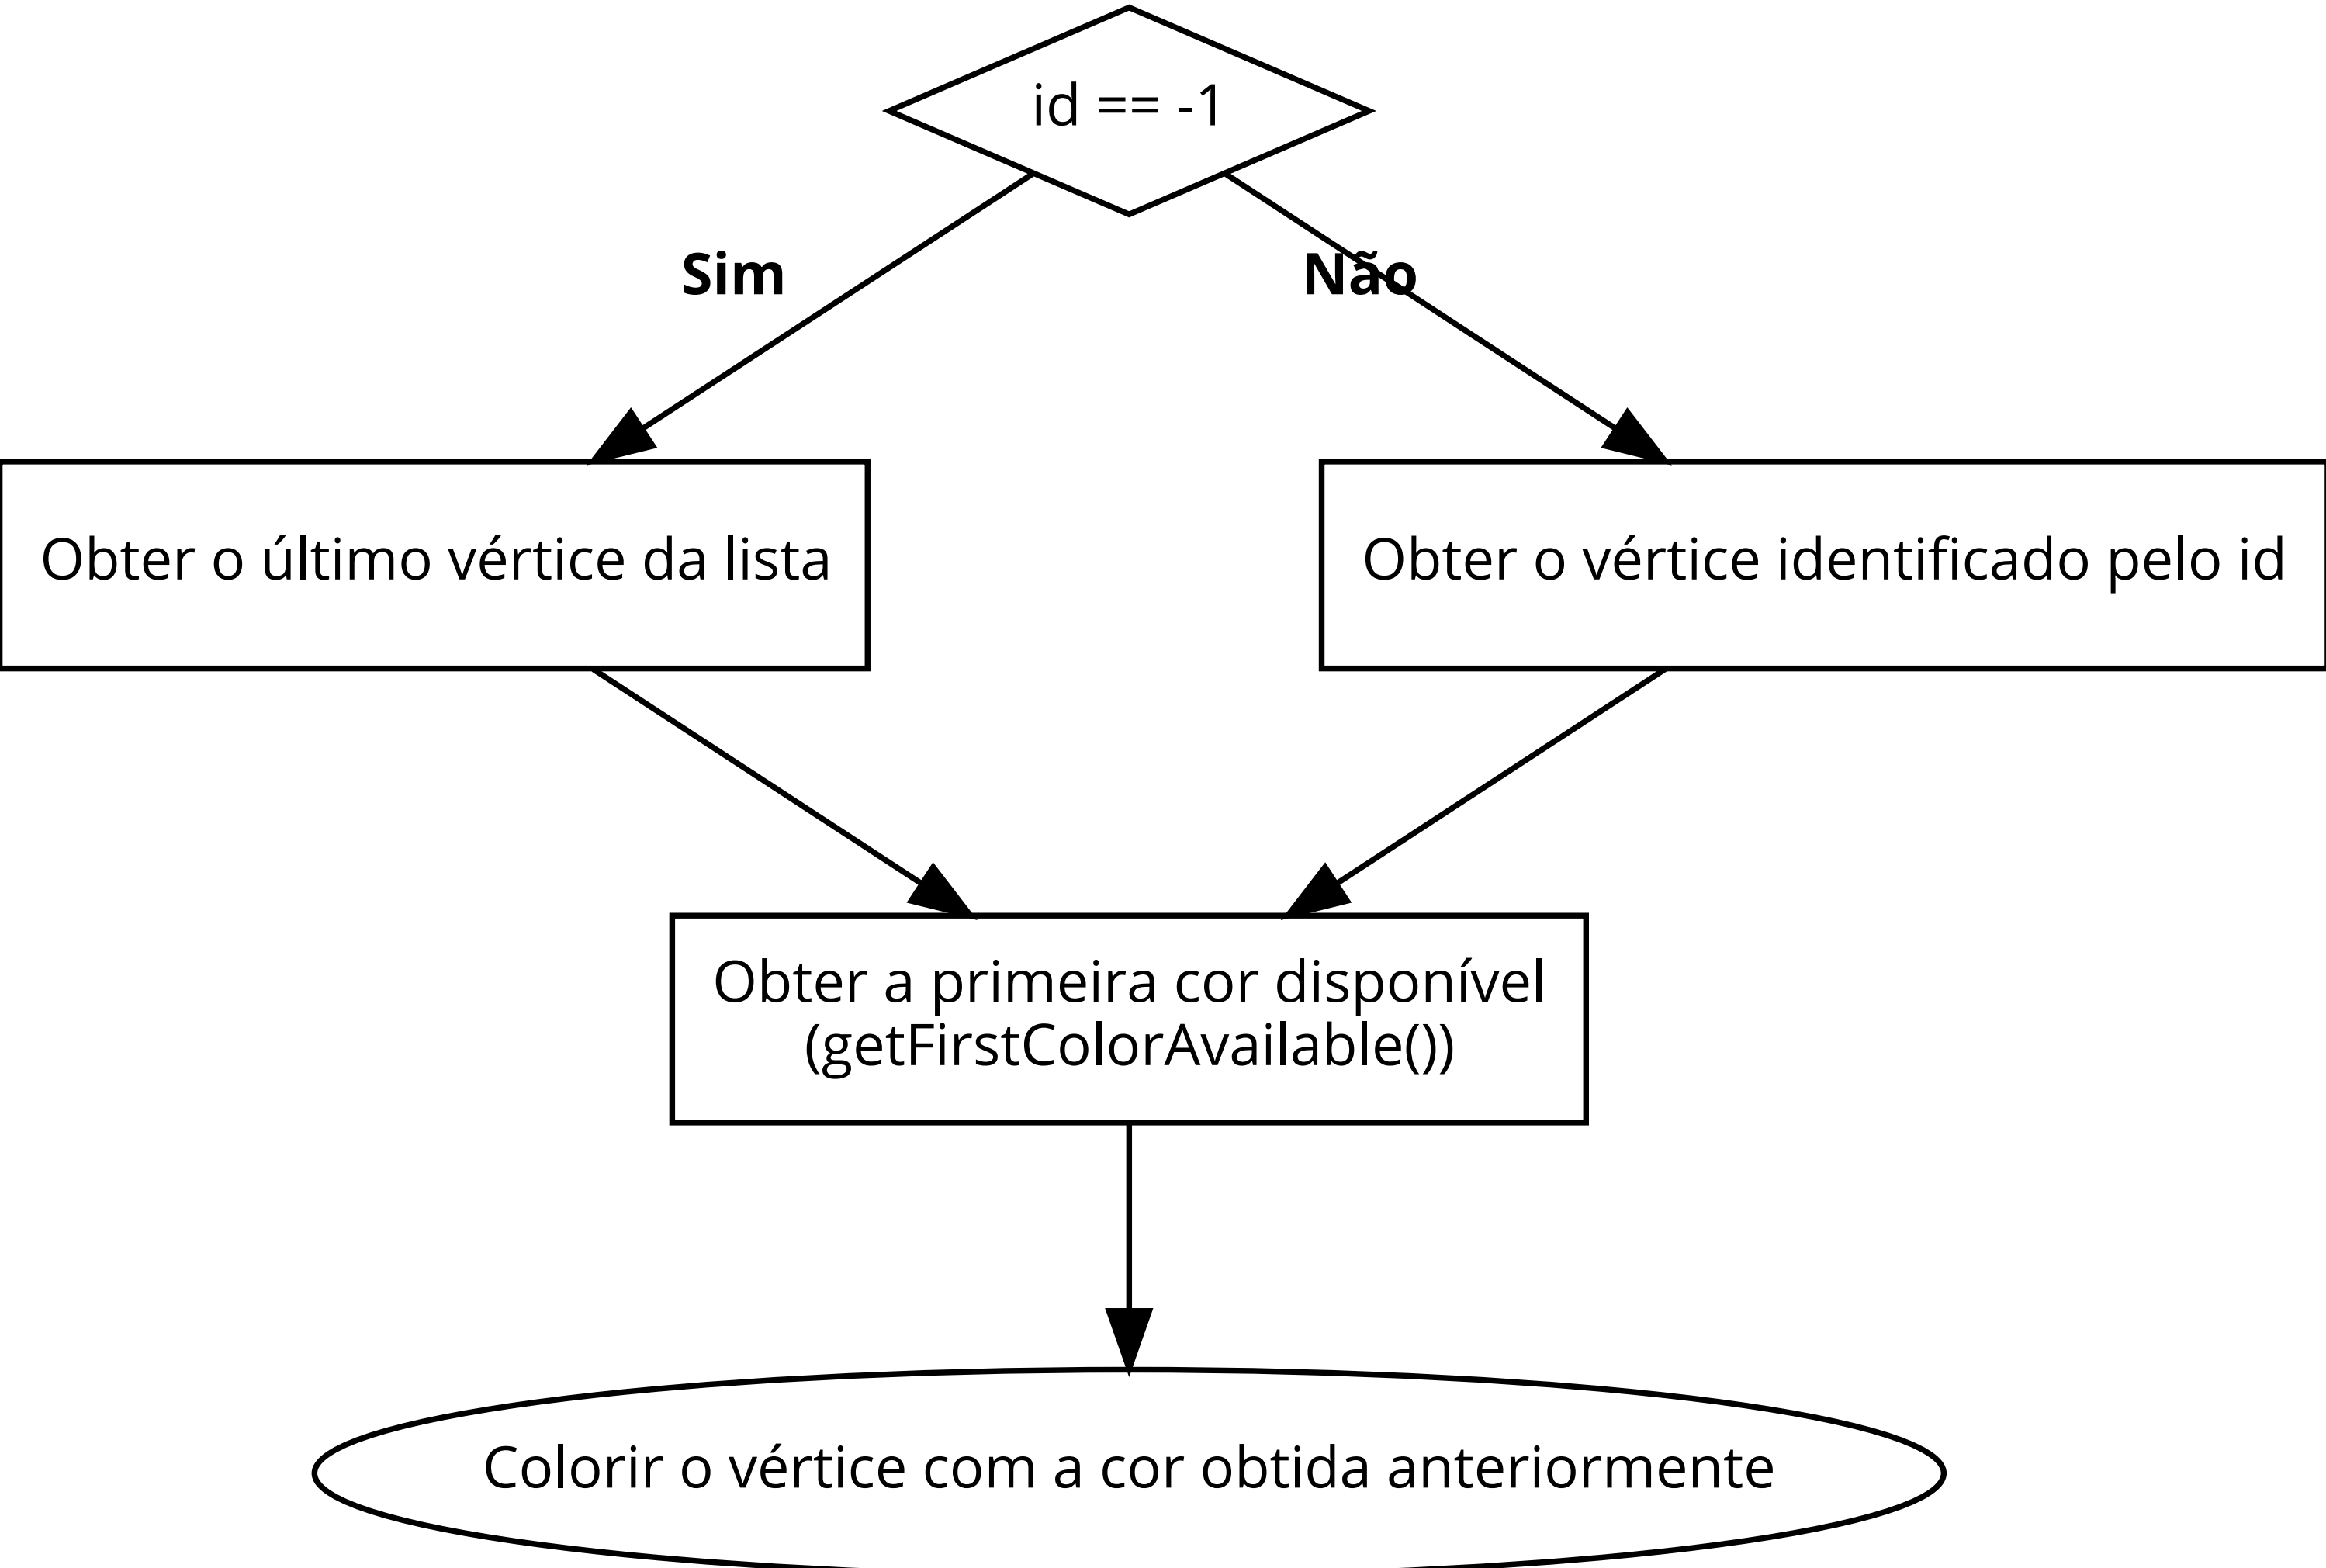 id == -1
Sim
Não
Obter o último vértice da lista
Obter o vértice identificado pelo id
Obter a primeira cor disponível
(getFirstColorAvailable())
Colorir o vértice com a cor obtida anteriormente